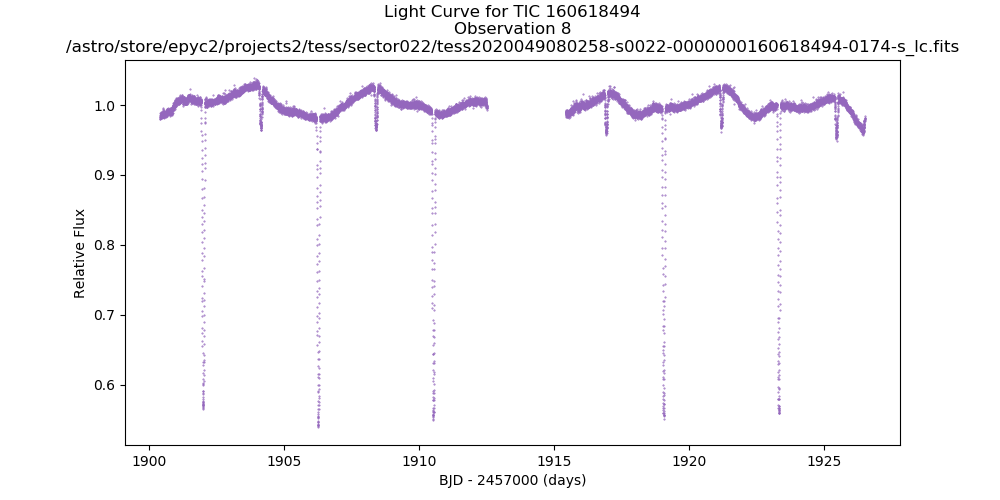 Light Curve for TIC 160618494
Observation 8
/astro/store/epyc2/projects2/tess/sector022/tess2020049080258-s0022-0000000160618494-0174-s_lc.fits
Relative Flux
1.0
0.9
0.8
0.7
0.6
1900
1905
1910
1915
1920
1925
BJD - 2457000 (days)